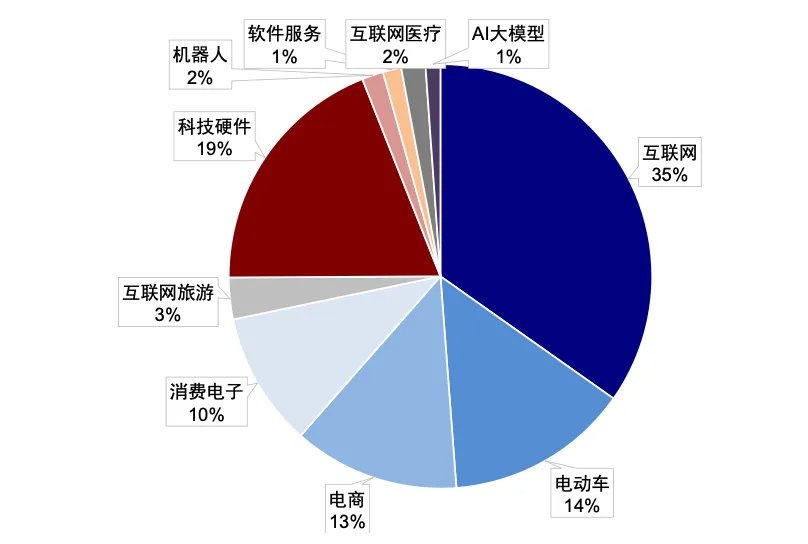 软件服务
1%
互联网医疗
2%
AI大模型
1%
机器人
2%
科技硬件
19%
互联网
35%
互联网旅游
3%
消费电子
10%
电商
13%
电动车
14%